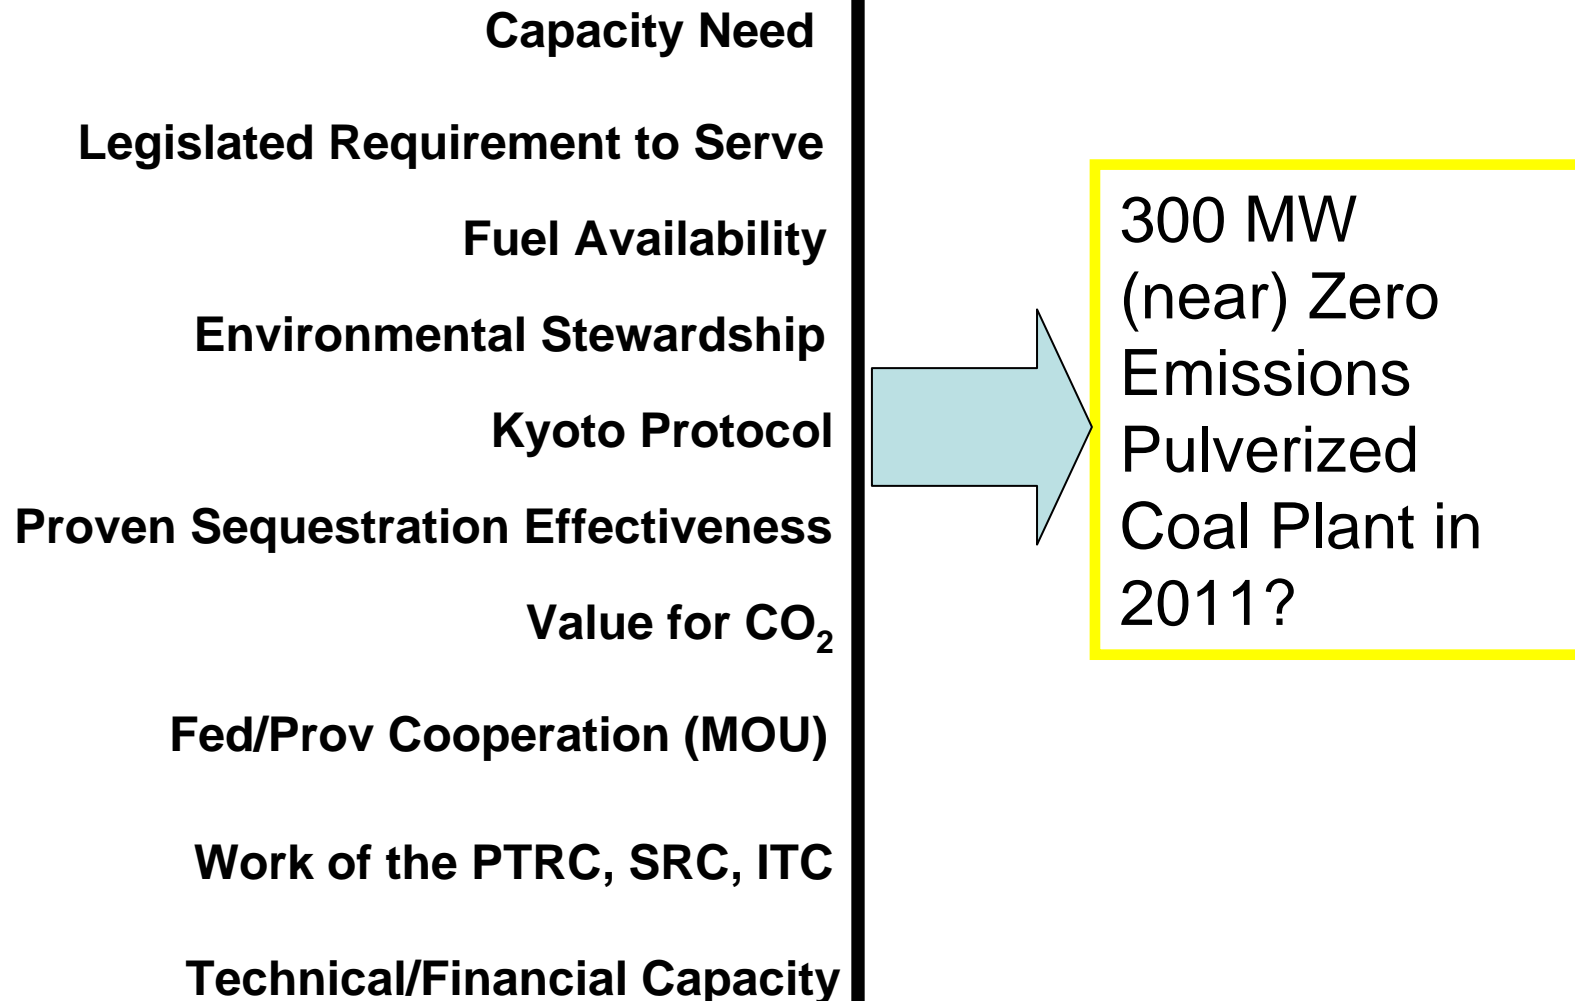 Capacity Need
Legislated Requirement to Serve
Fuel Availability
Environmental Stewardship
Kyoto Protocol
Proven Sequestration Effectiveness
Value for CO₂
Fed/Prov Cooperation (MOU)
Work of the PTRC, SRC, ITC
Technical/Financial Capacity
300 MW
(near) Zero
Emissions
Pulverized
Coal Plant in
2011?